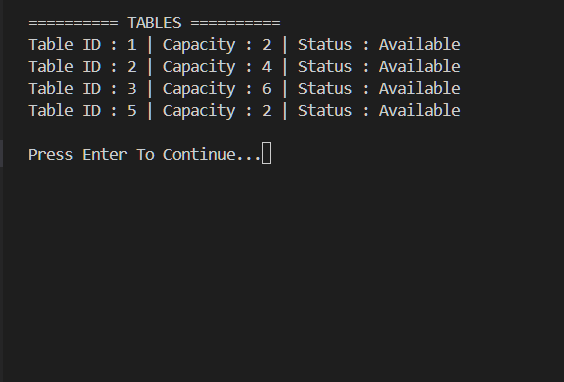 ========== TABLES ==========
Table ID : 1 | Capacity : 2 | Status : Available
Table ID : 2 | Capacity : 4 | Status : Available
Table ID : 3 | Capacity : 6 | Status : Available
Table ID : 5 | Capacity : 2 | Status : Available
Press Enter To Continue...